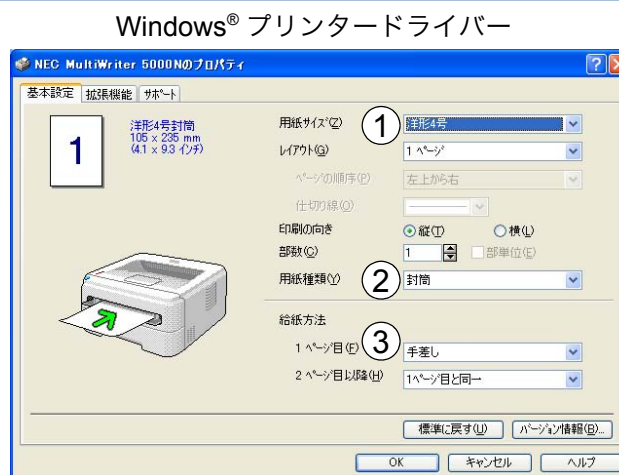 Windows® プリンタードライバー
NEC MultiWriter 5000Nのプロパティ
基本設定 拡張機能 サポート
1
洋形4号封筒
105 x 235 mm
(4.1 x 9.3 インチ)
用紙サイズ(Z) 1 洋形4号
レイアウト(G) 1 ページ
ページの順序(P) 左上から右
仕切り線(O)
印刷の向き 縦(T) 横(L)
部数(C) 1 部単位(E)
用紙種類(Y) 2 封筒
給紙方法
1 ページ目(F) 3 手差し
2 ページ目以降(H) 1ページ目と同一
標準に戻す(U) バージョン情報(B)...
OK キャンセル ヘルプ